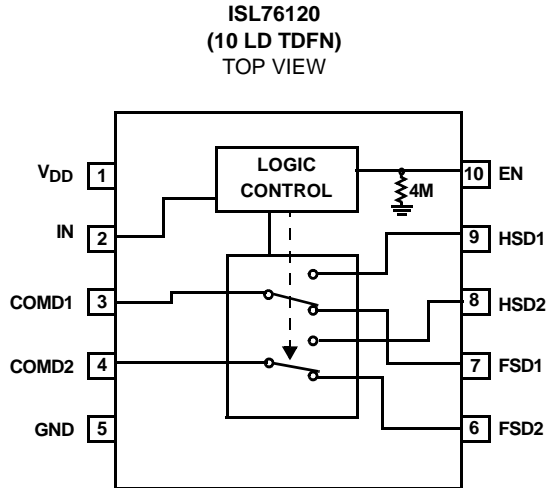 ISL76120
(10 LD TDFN)
TOP VIEW
VDD 1
IN 2
COMD1 3
COMD2 4
GND 5
LOGIC
CONTROL
4M
10 EN
9 HSD1
8 HSD2
7 FSD1
6 FSD2